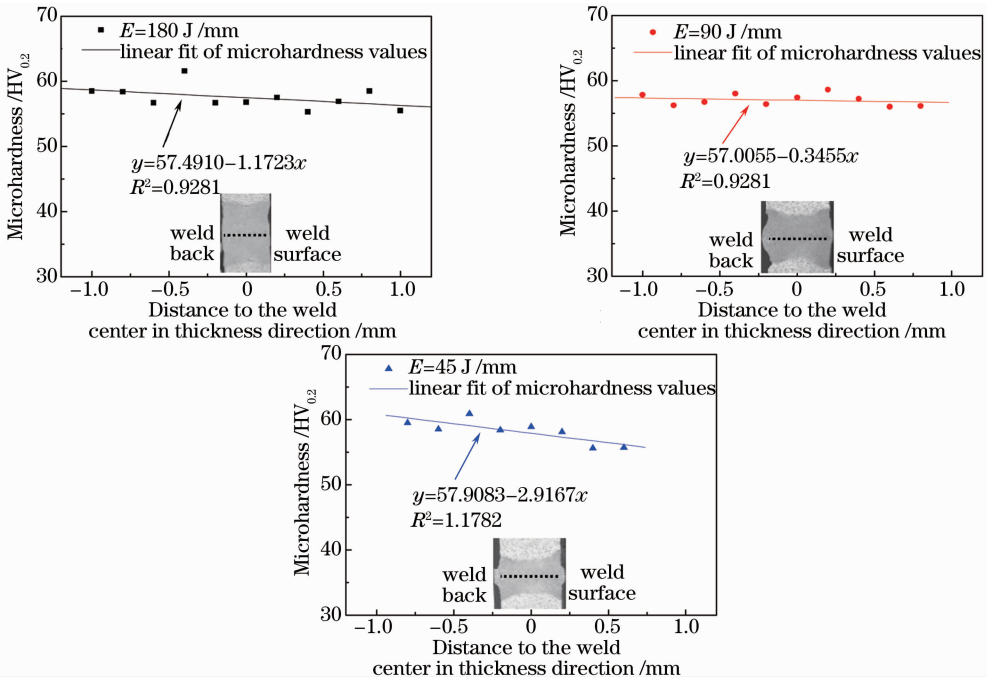 70
60
50
40
30
Microhardness /HV0.2
E=180 J /mm
linear fit of microhardness values
y=57.4910−1.1723x
R²=0.9281
weld back
weld surface
−1.0
−0.5
0
0.5
1.0
Distance to the weld
center in thickness direction /mm
70
60
50
40
30
Microhardness /HV0.2
E=90 J /mm
linear fit of microhardness values
y=57.0055−0.3455x
R²=0.9281
weld back
weld surface
−1.0
−0.5
0
0.5
1.0
Distance to the weld
center in thickness direction /mm
70
60
50
40
30
Microhardness /HV0.2
E=45 J /mm
linear fit of microhardness values
y=57.9083−2.9167x
R²=1.1782
weld back
weld surface
−1.0
−0.5
0
0.5
1.0
Distance to the weld
center in thickness direction /mm